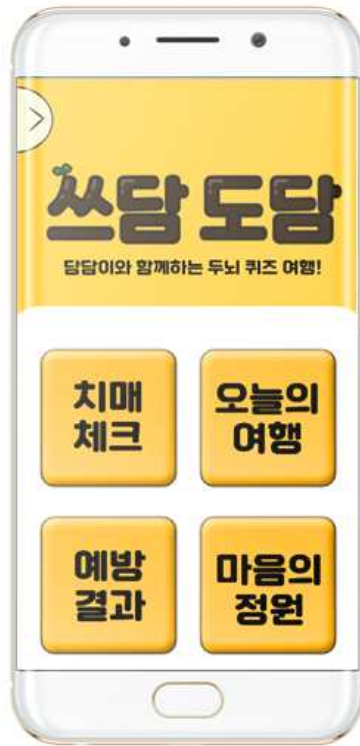 쓰담 도담
담담이와 함께하는 두뇌 퀴즈 여행!
치매
체크
오늘의
여행
예방
결과
마음의
정원